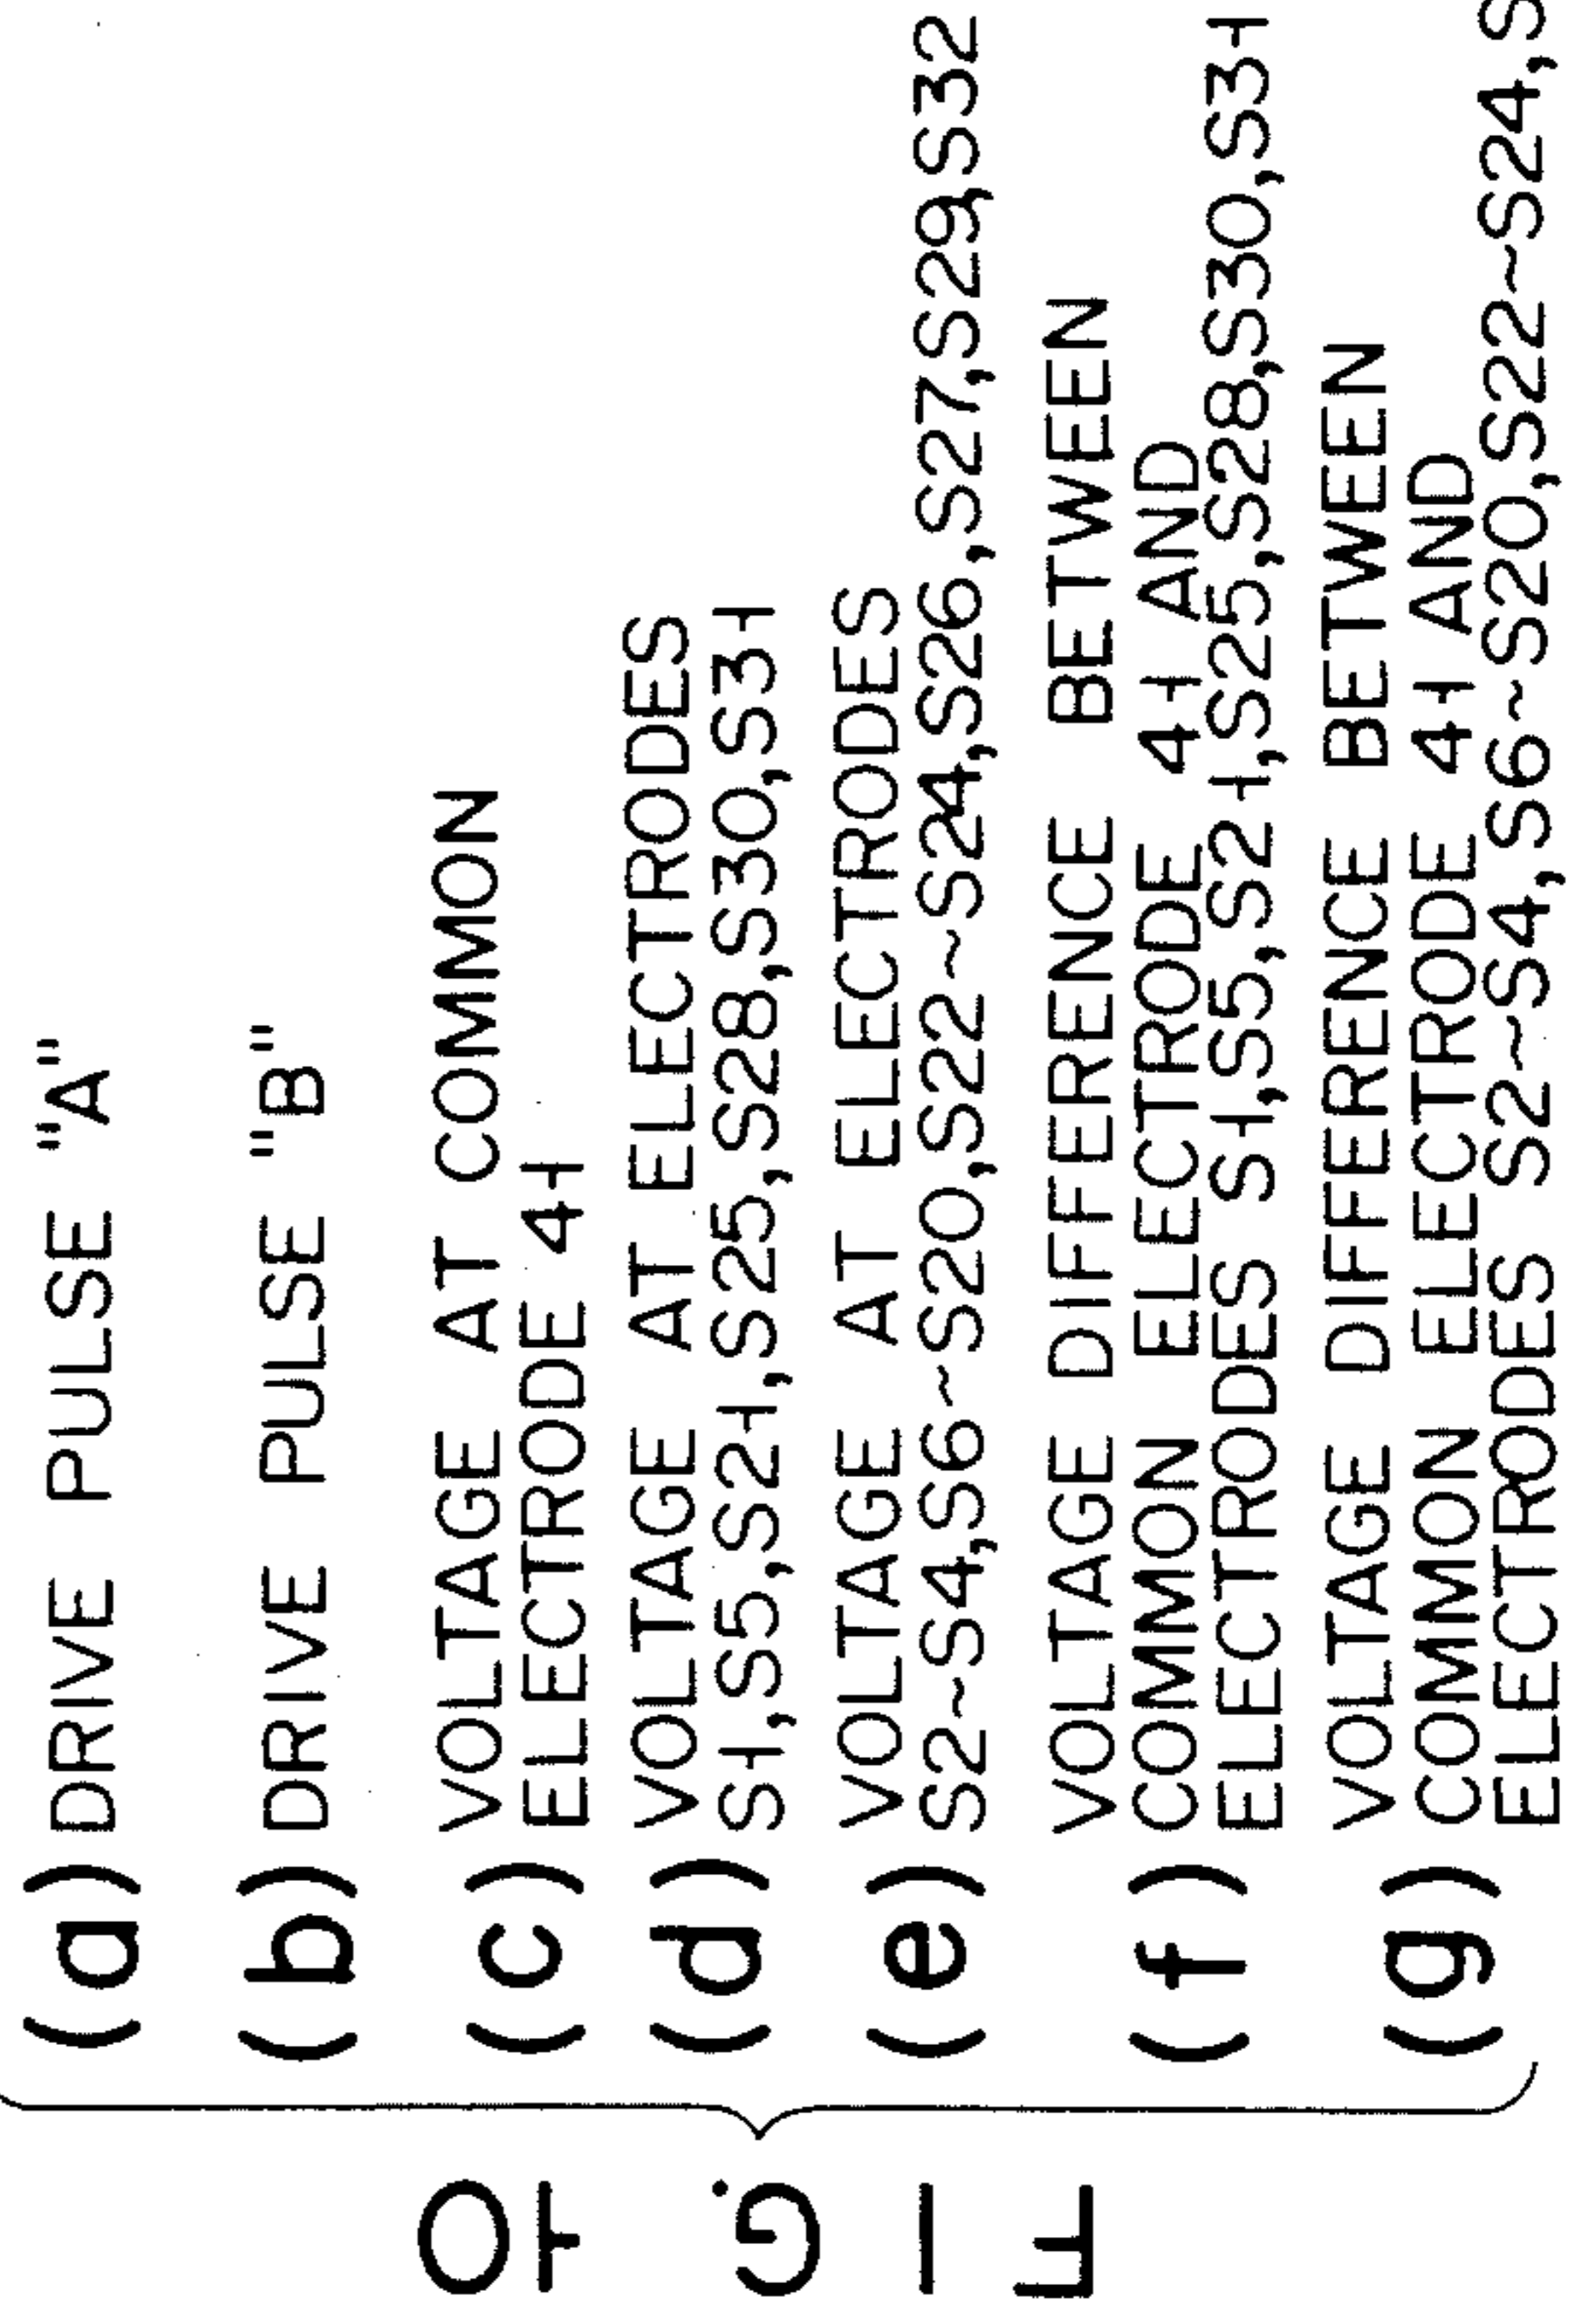 FIG. 10
(a) DRIVE PULSE "A"
(b) DRIVE PULSE "B"
(c) VOLTAGE AT COMMON
ELECTRODE 41
(d) VOLTAGE AT ELECTRODES
S1,S5,S21,S25,S28,S30,S31
(e) VOLTAGE AT ELECTRODES
S2~S4,S6~S20,S22~S24,S26,S27,S29,S32
(f) VOLTAGE DIFFERENCE BETWEEN
COMMON ELECTRODE 41 AND
ELECTRODES S1,S5,S21,S25,S28,S30,S31
(g) VOLTAGE DIFFERENCE BETWEEN
COMMON ELECTRODE 41 AND
ELECTRODES S2~S4,S6~S20,S22~S24,